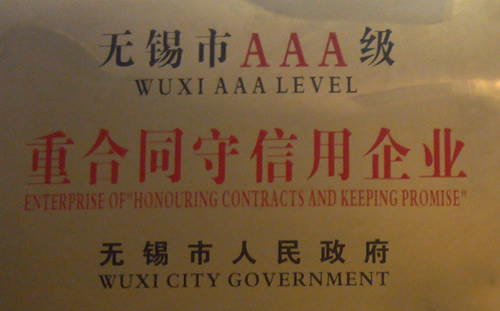 无锡市AAA级
WUXI AAA LEVEL
重合同守信用企业
ENTERPRISE OF"HONOURING CONTRACTS AND KEEPING PROMISE"
无锡市人民政府
WUXI CITY GOVERNMENT